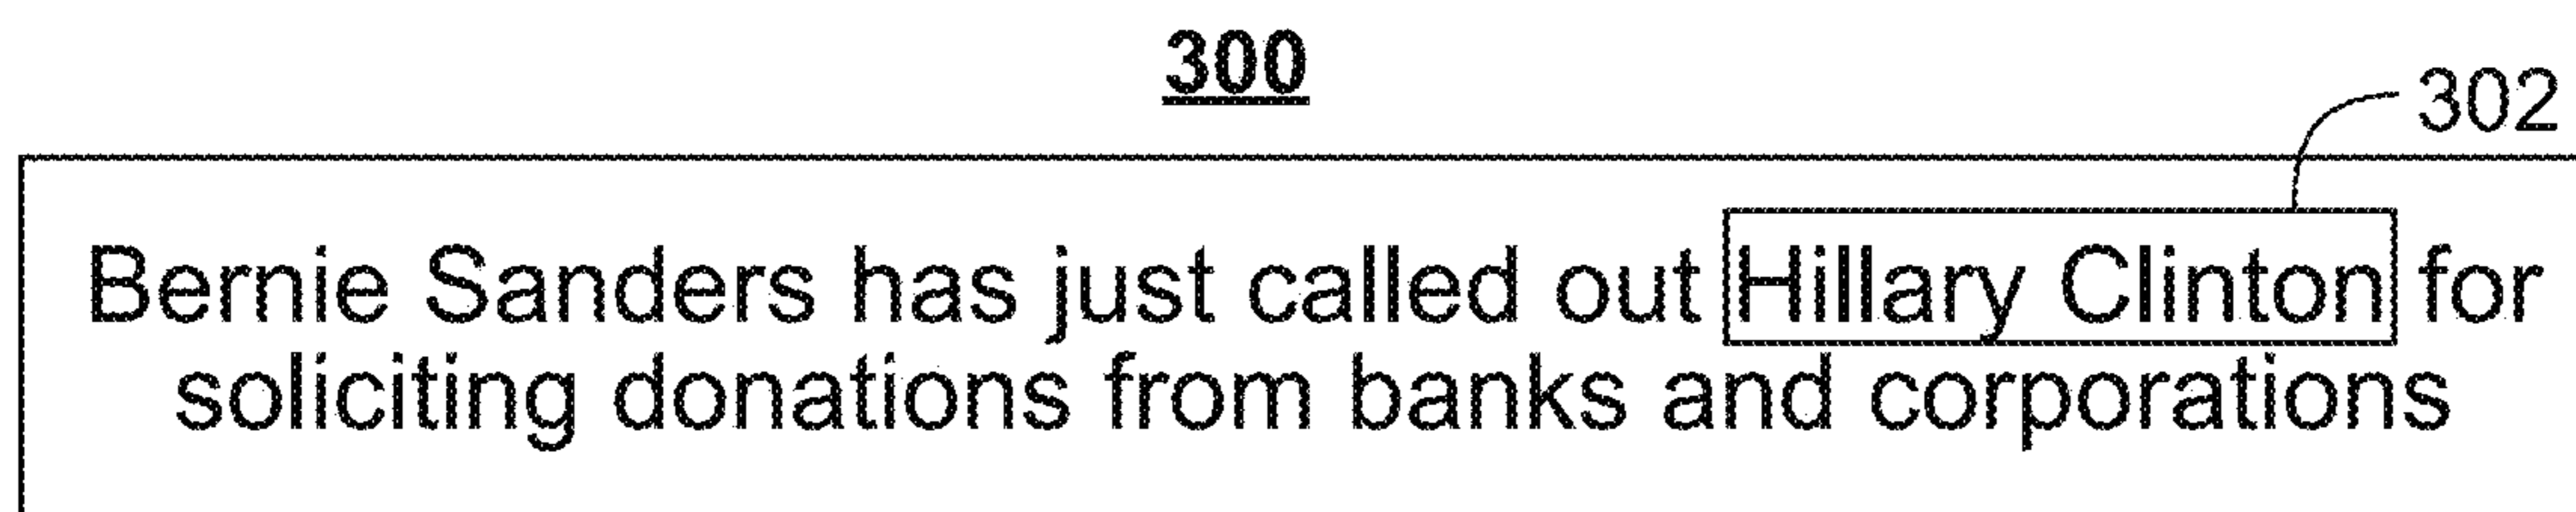 300
302
Bernie Sanders has just called out Hillary Clinton for
soliciting donations from banks and corporations